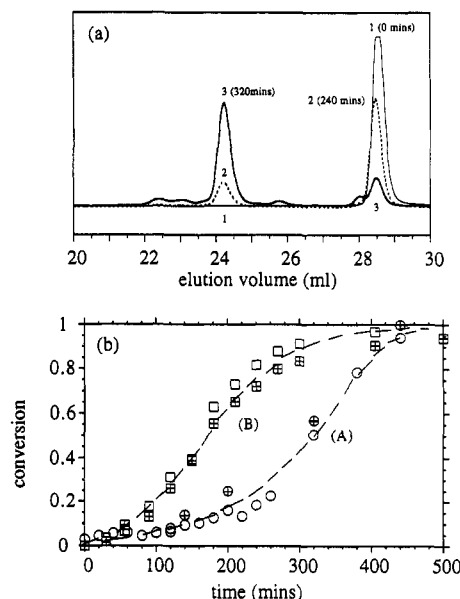 (a)
1 (0 mins)
3 (320mins)
2 (240 mins)
2
1
3
20 22 24 26 28 30
elution volume (ml)
(b)
1
0.8
0.6
0.4
0.2
0
conversion
(B)
(A)
0 100 200 300 400 500
time (mins)